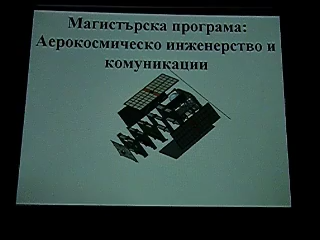 Магистърска програма:
Аерокосмическо инженерство и
комуникации